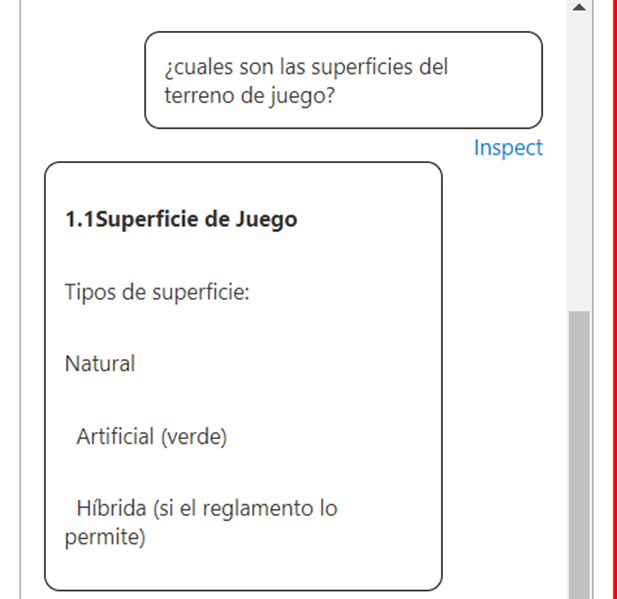 ¿cuales son las superficies del
terreno de juego?
Inspect
1.1Superficie de Juego
Tipos de superficie:
Natural
Artificial (verde)
Híbrida (si el reglamento lo
permite)